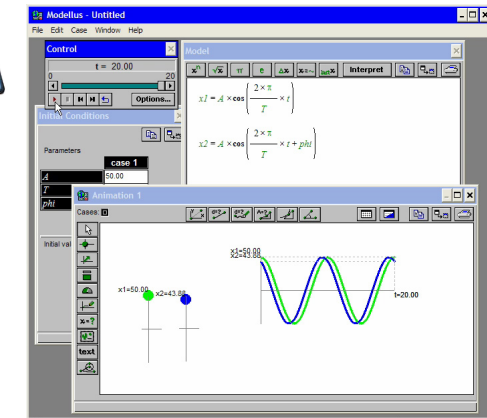 Modellus - Untitled
File Edit Case Window Help
Control
t = 20.00
0 20
Options...
Model
xⁿ √x π e Δx Interpret
x1 = A × cos ( 2 × π / T × t )
x2 = A × cos ( 2 × π / T × t + phi )
Initial Conditions
Parameters
case 1
A 50.00
T
phi
Initial val
Animation 1
Cases:
x1=50.00
x2=43.88
t=20.00
x1=50.00 x2=43.88
text